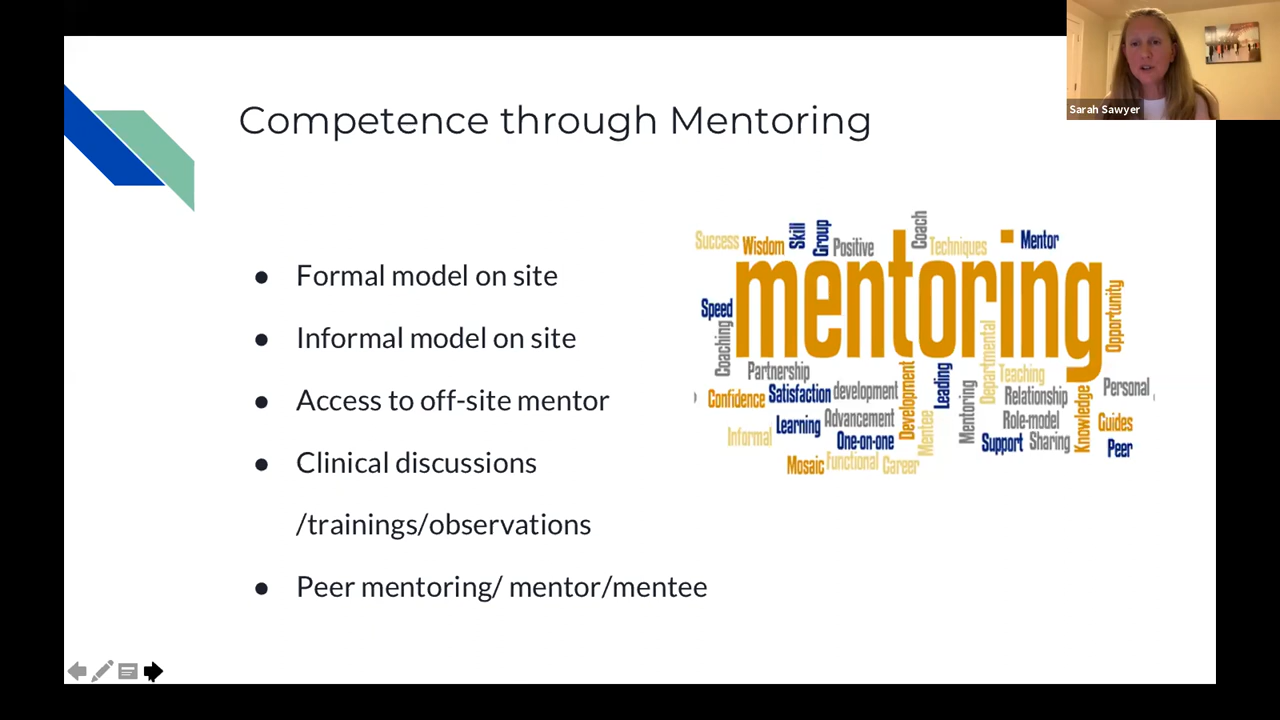 Sarah Sawyer
Competence through Mentoring
● Formal model on site
● Informal model on site
● Access to off-site mentor
● Clinical discussions
/trainings/observations
● Peer mentoring/ mentor/mentee
Success Wisdom Skill Group Positive Coach Techniques Mentor
mentoring
Speed
Coaching
Opportunity
Partnership
Departmental
Teaching
Confidence Satisfaction development Development Leading Mentoring Relationship Knowledge Personal
Informal Learning Advancement Mentee Role-model Guides
One-on-one Support Sharing Peer
Mosaic Functional Career